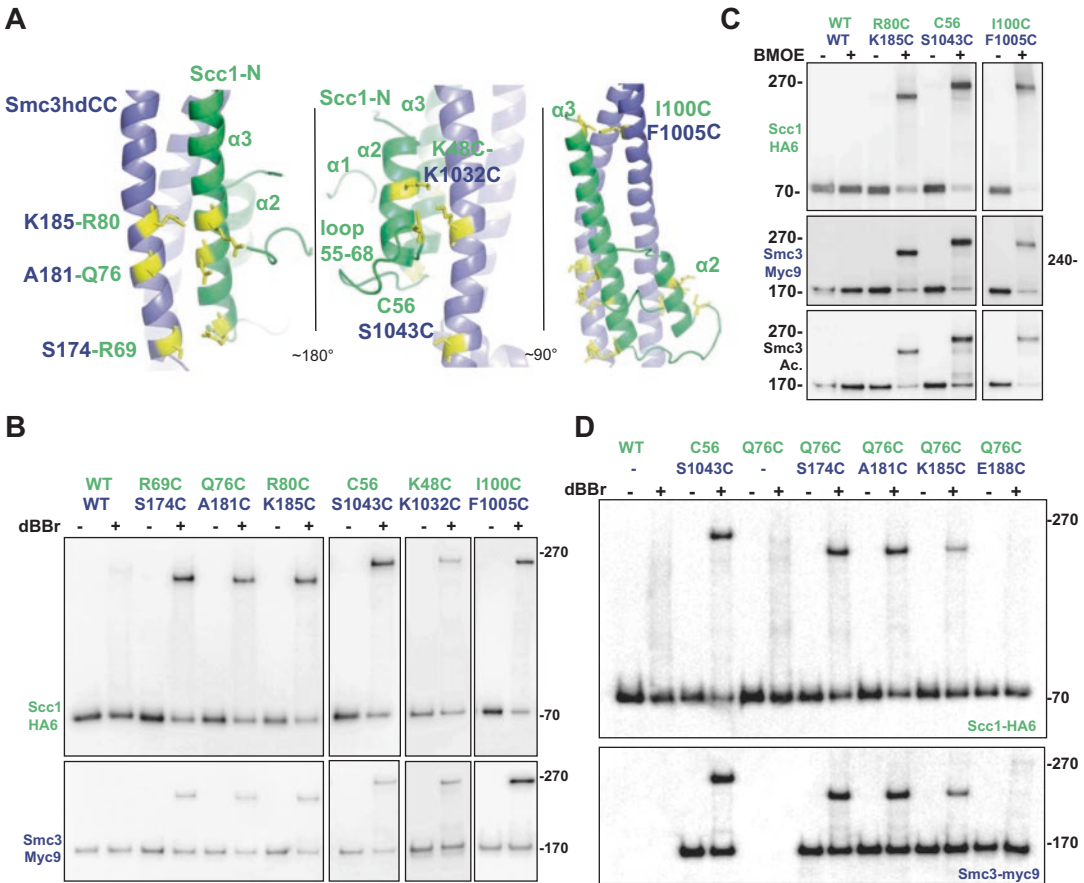 A
Scc1-N
Smc3hdCC
α3
α2
K185-R80
A181-Q76
S174-R69
~180°
Scc1-N
α3
α2
α1
K48C-
K1032C
loop
55-68
C56
S1043C
~90°
α3
I100C
F1005C
α2
B
WT R69C Q76C R80C C56 K48C I100C
WT S174C A181C K185C S1043C K1032C F1005C
dBBr - + - + - + - + - + - + - +
-270
Scc1
HA6
-70
-270
Smc3
Myc9
-170
C
WT R80C C56 I100C
WT K185C S1043C F1005C
BMOE - + - + - + - +
270-
Scc1
HA6
70-
270-
Smc3
Myc9
170-
240-
270-
Smc3
Ac.
170-
D
WT C56 Q76C Q76C Q76C Q76C Q76C
- S1043C - S174C A181C K185C E188C
dBBr - + - + - + - + - + - + - +
-270
-70
Scc1-HA6
-270
-170
Smc3-myc9